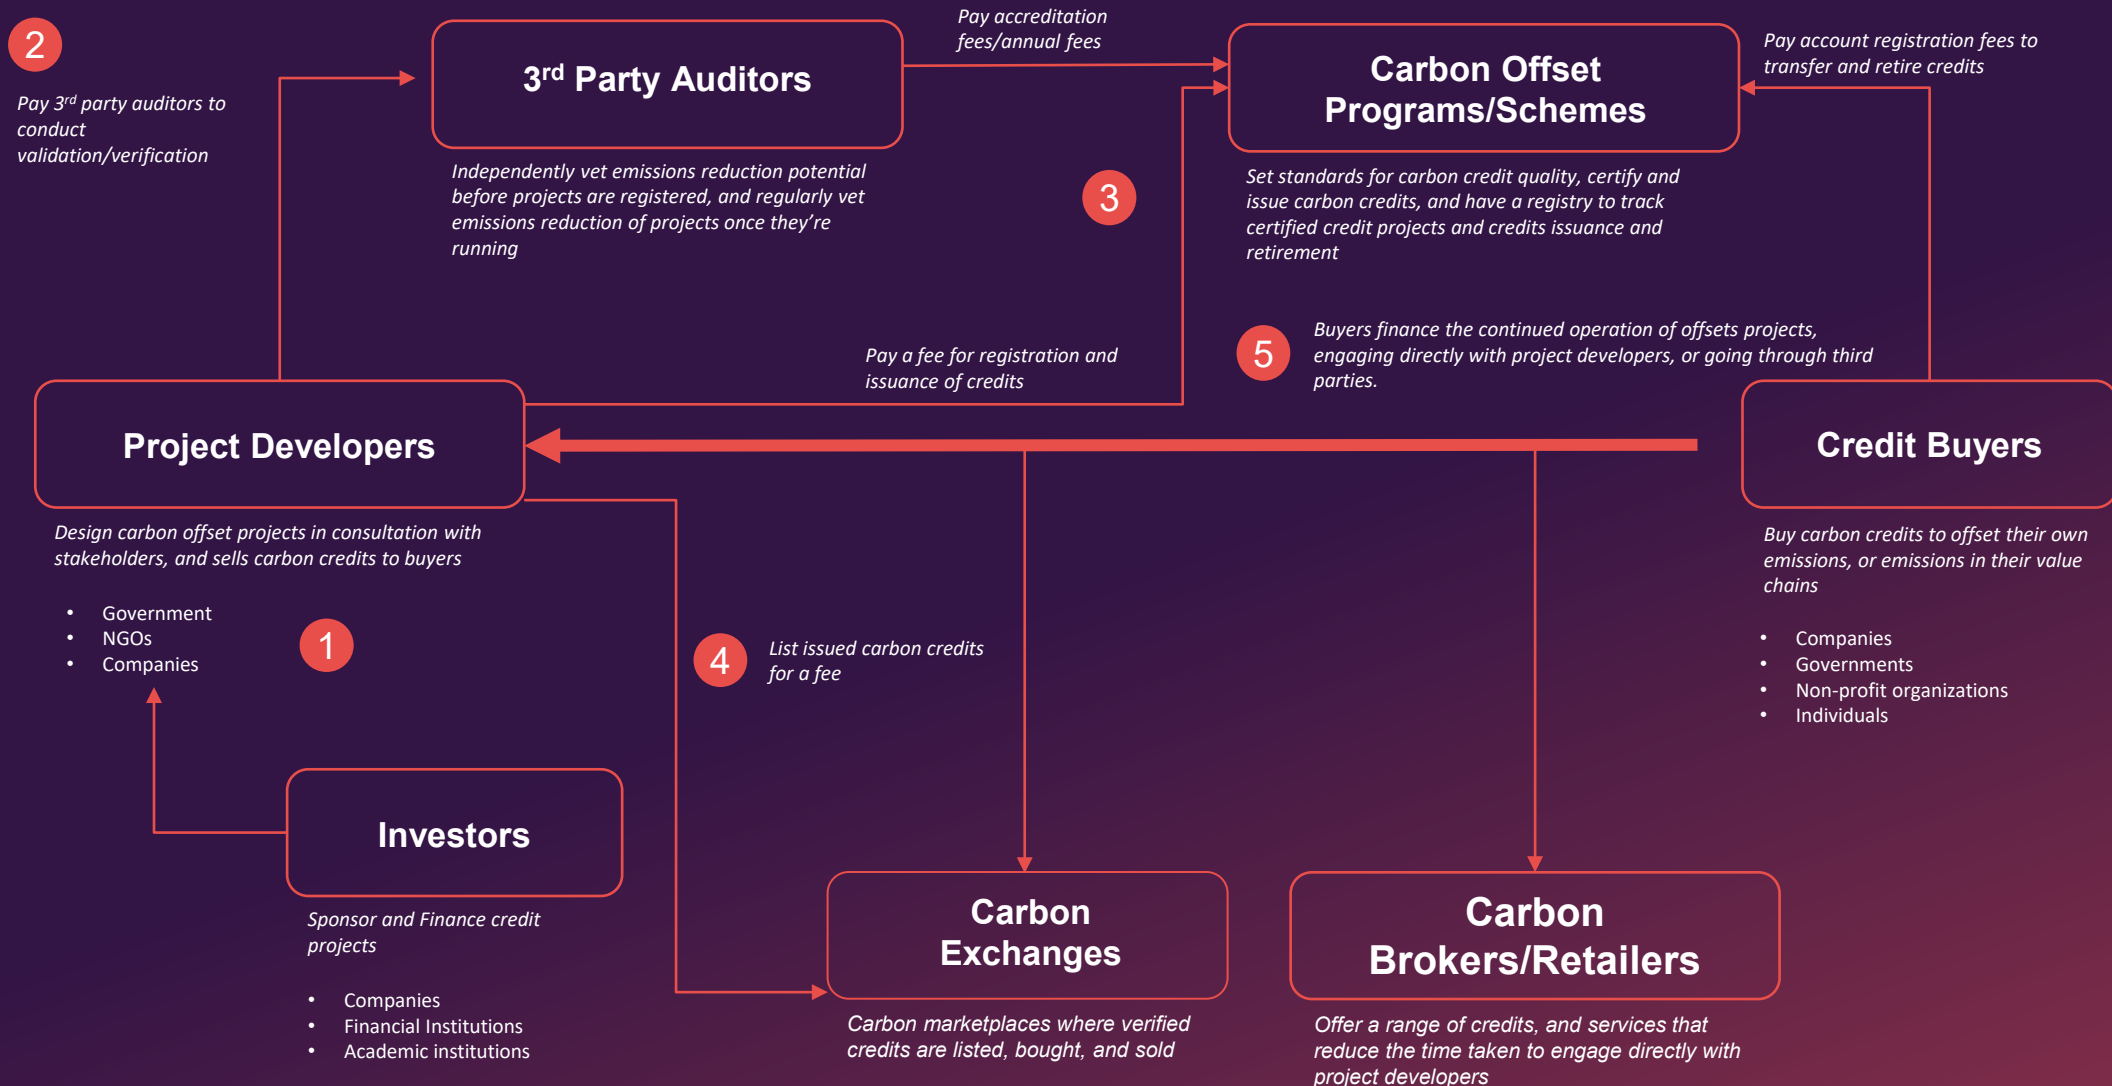 2
Pay 3rd party auditors to
conduct
validation/verification
3rd Party Auditors
Independently vet emissions reduction potential
before projects are registered, and regularly vet
emissions reduction of projects once they're
running
Pay accreditation
fees/annual fees
3
Carbon Offset
Programs/Schemes
Set standards for carbon credit quality, certify and
issue carbon credits, and have a registry to track
certified credit projects and credits issuance and
retirement
Pay account registration fees to
transfer and retire credits
Pay a fee for registration and
issuance of credits
5
Buyers finance the continued operation of offsets projects,
engaging directly with project developers, or going through third
parties.
Project Developers
Design carbon offset projects in consultation with
stakeholders, and sells carbon credits to buyers
• Government
• NGOs
• Companies
1
4
List issued carbon credits
for a fee
Credit Buyers
Buy carbon credits to offset their own
emissions, or emissions in their value
chains
• Companies
• Governments
• Non-profit organizations
• Individuals
Investors
Sponsor and Finance credit
projects
• Companies
• Financial Institutions
• Academic institutions
Carbon
Exchanges
Carbon marketplaces where verified
credits are listed, bought, and sold
Carbon
Brokers/Retailers
Offer a range of credits, and services that
reduce the time taken to engage directly with
project developers